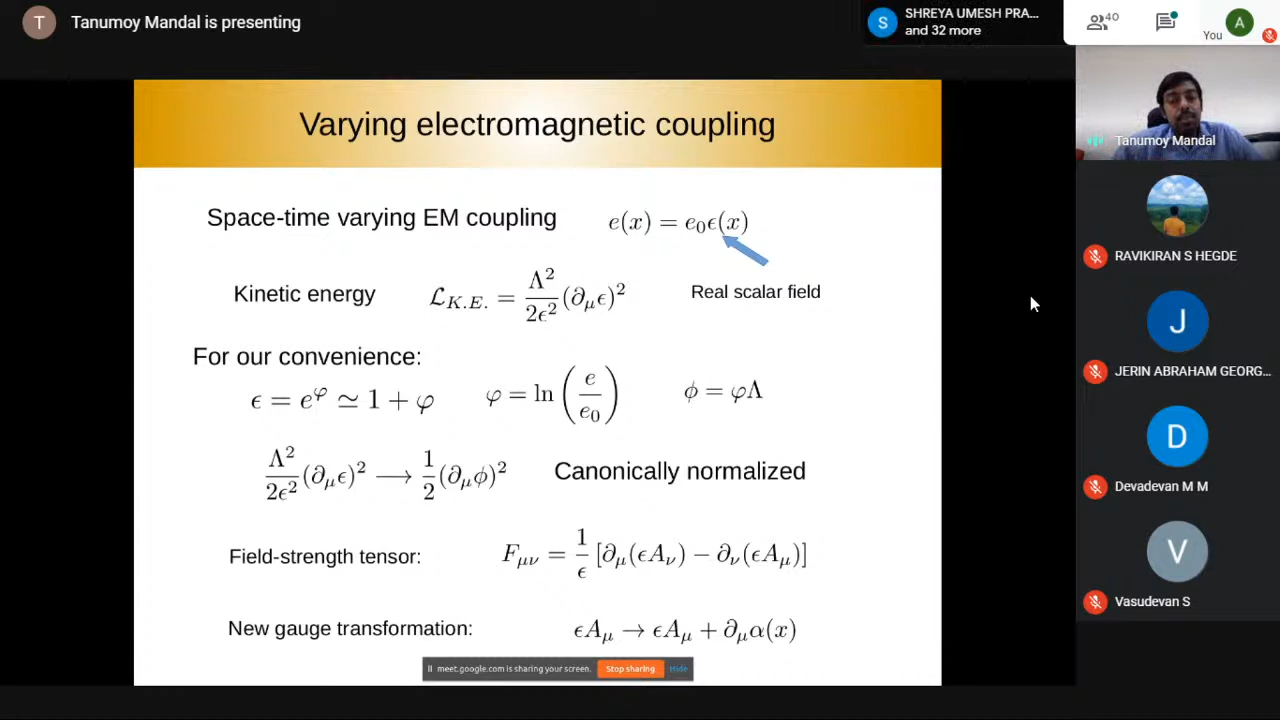 T
Tanumoy Mandal is presenting
S
SHREYA UMESH PRA...
and 32 more
40
You
A
Varying electromagnetic coupling
Tanumoy Mandal
Space-time varying EM coupling e(x) = e₀ϵ(x)
RAVIKIRAN S HEGDE
Kinetic energy ℒ_{K.E.} = Λ²/2ϵ² (∂_μϵ)² Real scalar field
For our convenience:
J
JERIN ABRAHAM GEORG...
ϵ = e^φ ≃ 1 + φ φ = ln(e/e₀) ϕ = φΛ
D
Λ²/2ϵ² (∂_μϵ)² ⟶ 1/2 (∂_μϕ)² Canonically normalized
Devadevan M M
Field-strength tensor: F_{μν} = 1/ϵ [∂_μ(ϵA_ν) − ∂_ν(ϵA_μ)]
V
Vasudevan S
New gauge transformation: ϵA_μ → ϵA_μ + ∂_μα(x)
meet.google.com is sharing your screen. Stop sharing Hide